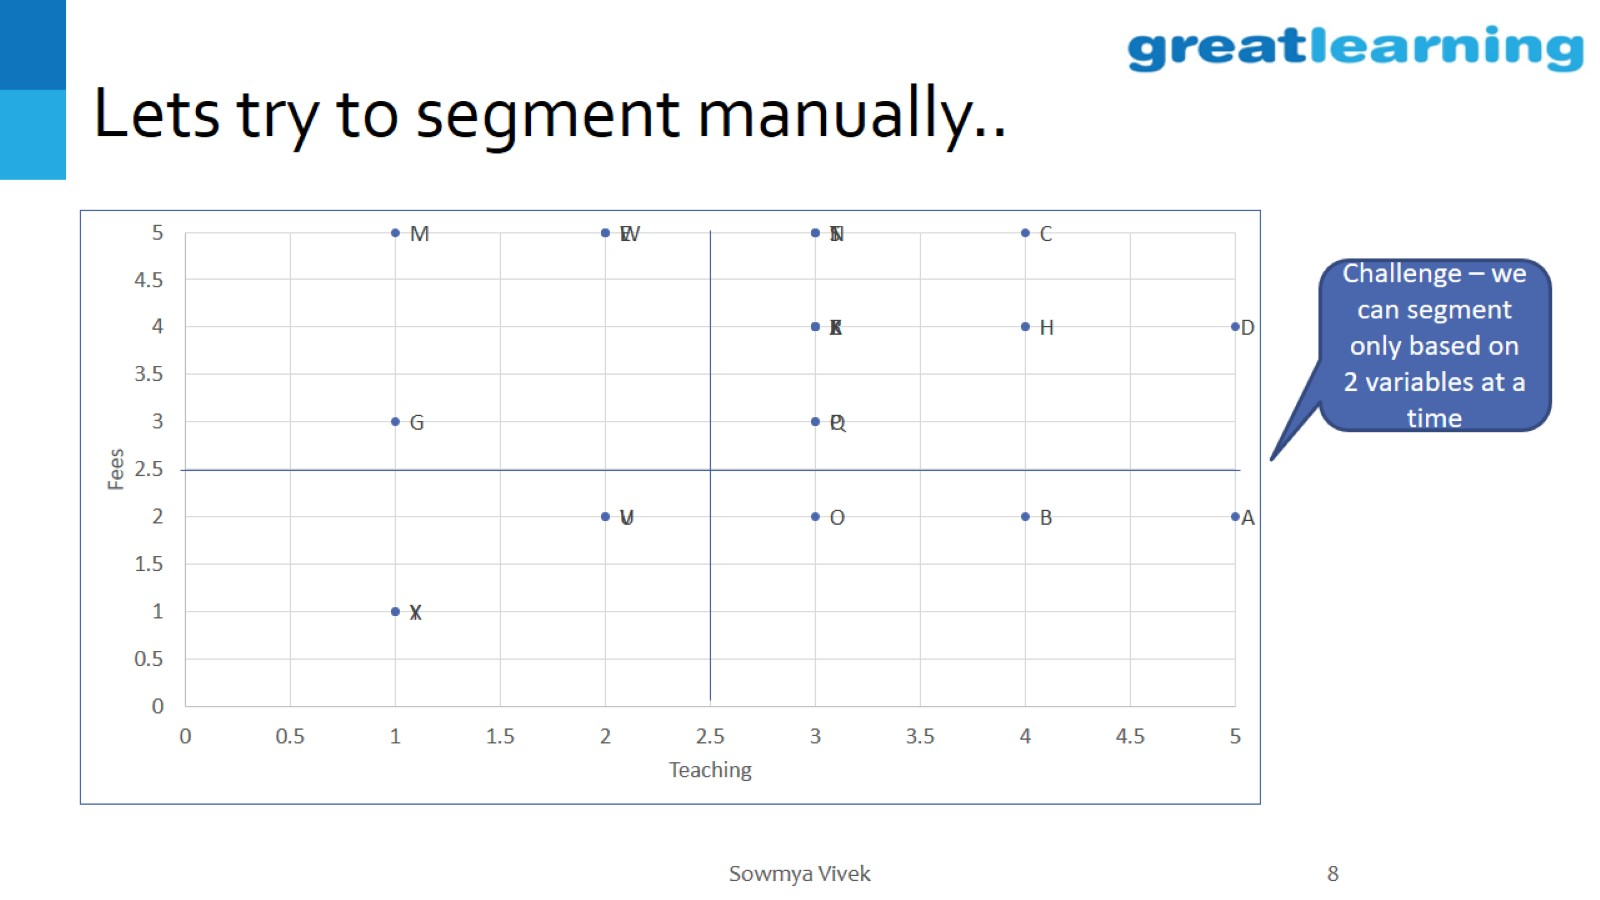 greatlearning
Lets try to segment manually..
5
M
W
C
4.5
4
H
D
3.5
3
G
2.5
2
O
B
A
1.5
1
0.5
0
Fees
0
0.5
1
1.5
2
2.5
3
3.5
4
4.5
5
Teaching
Challenge – we
can segment
only based on
2 variables at a
time
Sowmya Vivek
8